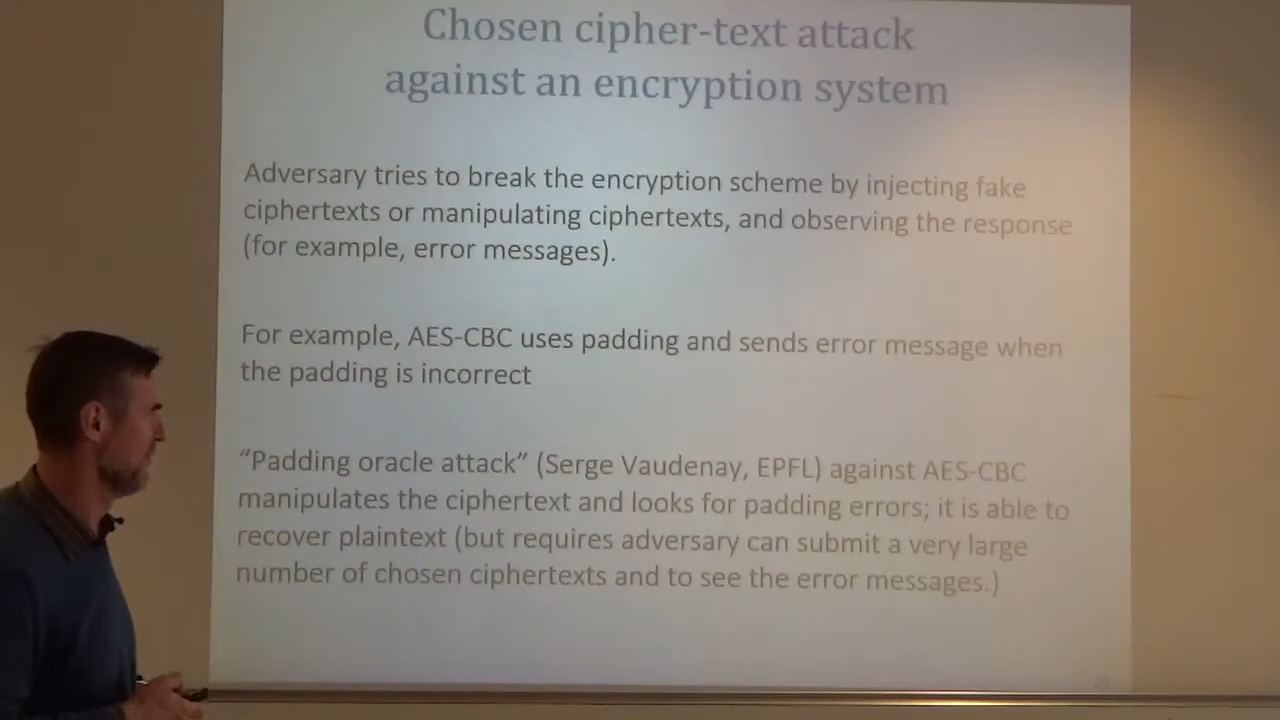 Chosen cipher-text attack
against an encryption system
Adversary tries to break the encryption scheme by injecting fake
ciphertexts or manipulating ciphertexts, and observing the response
(for example, error messages).
For example, AES-CBC uses padding and sends error message when
the padding is incorrect
“Padding oracle attack” (Serge Vaudenay, EPFL) against AES-CBC
manipulates the ciphertext and looks for padding errors; it is able to
recover plaintext (but requires adversary can submit a very large
number of chosen ciphertexts and to see the error messages.)